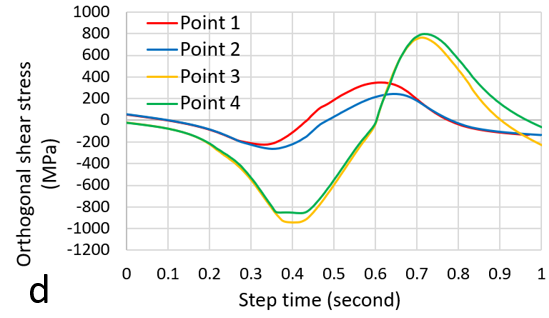 1000
800
600
400
200
0
-200
-400
-600
-800
-1000
-1200
Orthogonal shear stress
(MPa)
Point 1
Point 2
Point 3
Point 4
0 0.1 0.2 0.3 0.4 0.5 0.6 0.7 0.8 0.9 1
Step time (second)
d